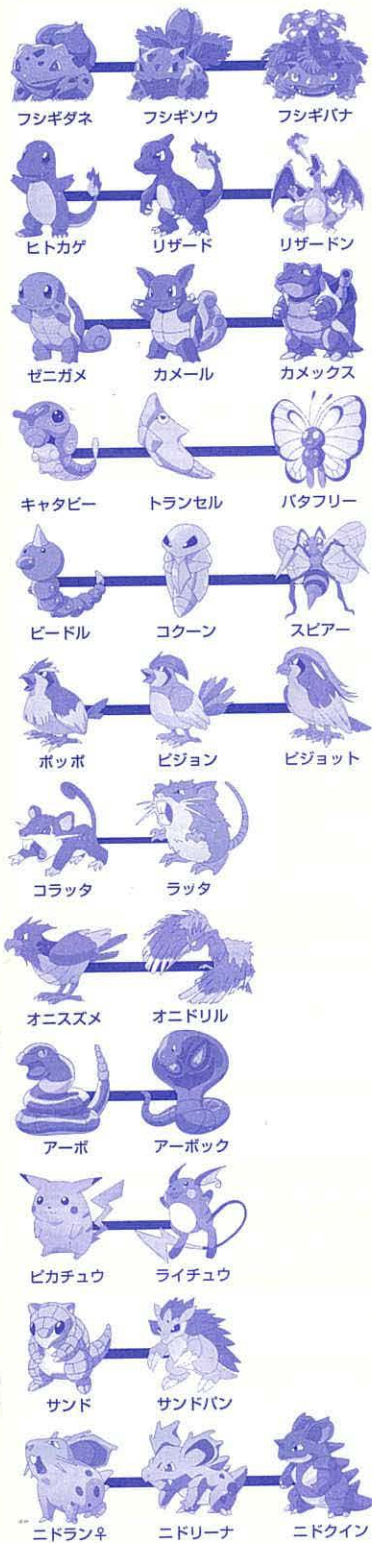 フシギダネ フシギソウ フシギバナ
ヒトカゲ リザード リザードン
ゼニガメ カメール カメックス
キャタピー トランセル バタフリー
ビードル コクーン スピアー
ポッポ ピジョン ピジョット
コラッタ ラッタ
オニスズメ オニドリル
アーボ アーボック
ピカチュウ ライチュウ
サンド サンドパン
ニドラン♀ ニドリーナ ニドクイン